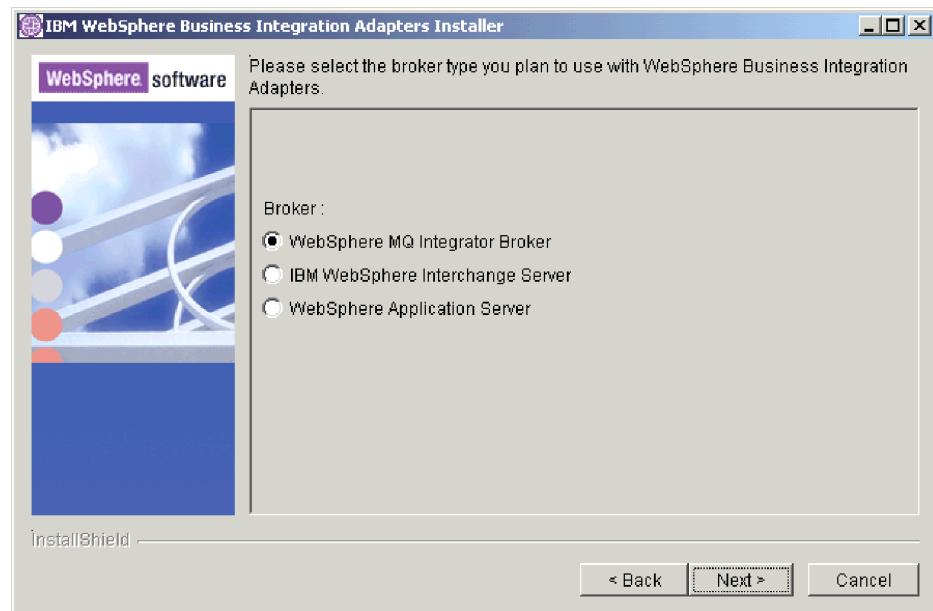 IBM WebSphere Business Integration Adapters Installer
WebSphere. software
Please select the broker type you plan to use with WebSphere Business Integration
Adapters.
Broker :
WebSphere MQ Integrator Broker
IBM WebSphere Interchange Server
WebSphere Application Server
InstallShield
< Back
Next >
Cancel